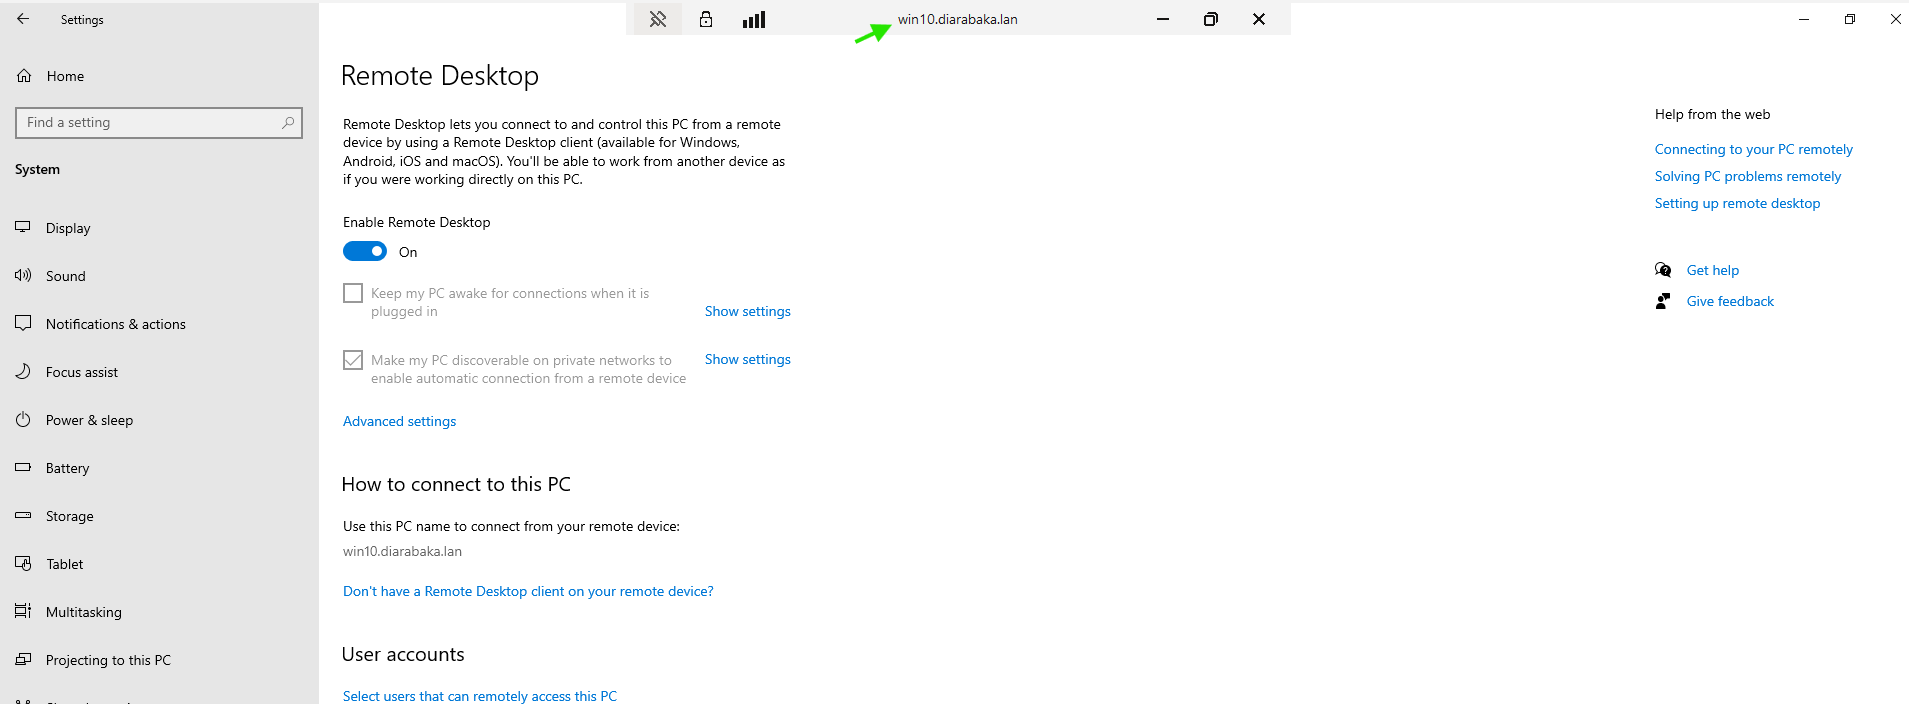 Settings
win10.diarabaka.lan
Home
Find a setting
System
Display
Sound
Notifications & actions
Focus assist
Power & sleep
Battery
Storage
Tablet
Multitasking
Projecting to this PC
Remote Desktop
Remote Desktop lets you connect to and control this PC from a remote
device by using a Remote Desktop client (available for Windows,
Android, iOS and macOS). You'll be able to work from another device as
if you were working directly on this PC.
Enable Remote Desktop
On
Keep my PC awake for connections when it is
plugged in
Show settings
Make my PC discoverable on private networks to
enable automatic connection from a remote device
Show settings
Advanced settings
How to connect to this PC
Use this PC name to connect from your remote device:
win10.diarabaka.lan
Don't have a Remote Desktop client on your remote device?
User accounts
Select users that can remotely access this PC
Help from the web
Connecting to your PC remotely
Solving PC problems remotely
Setting up remote desktop
Get help
Give feedback